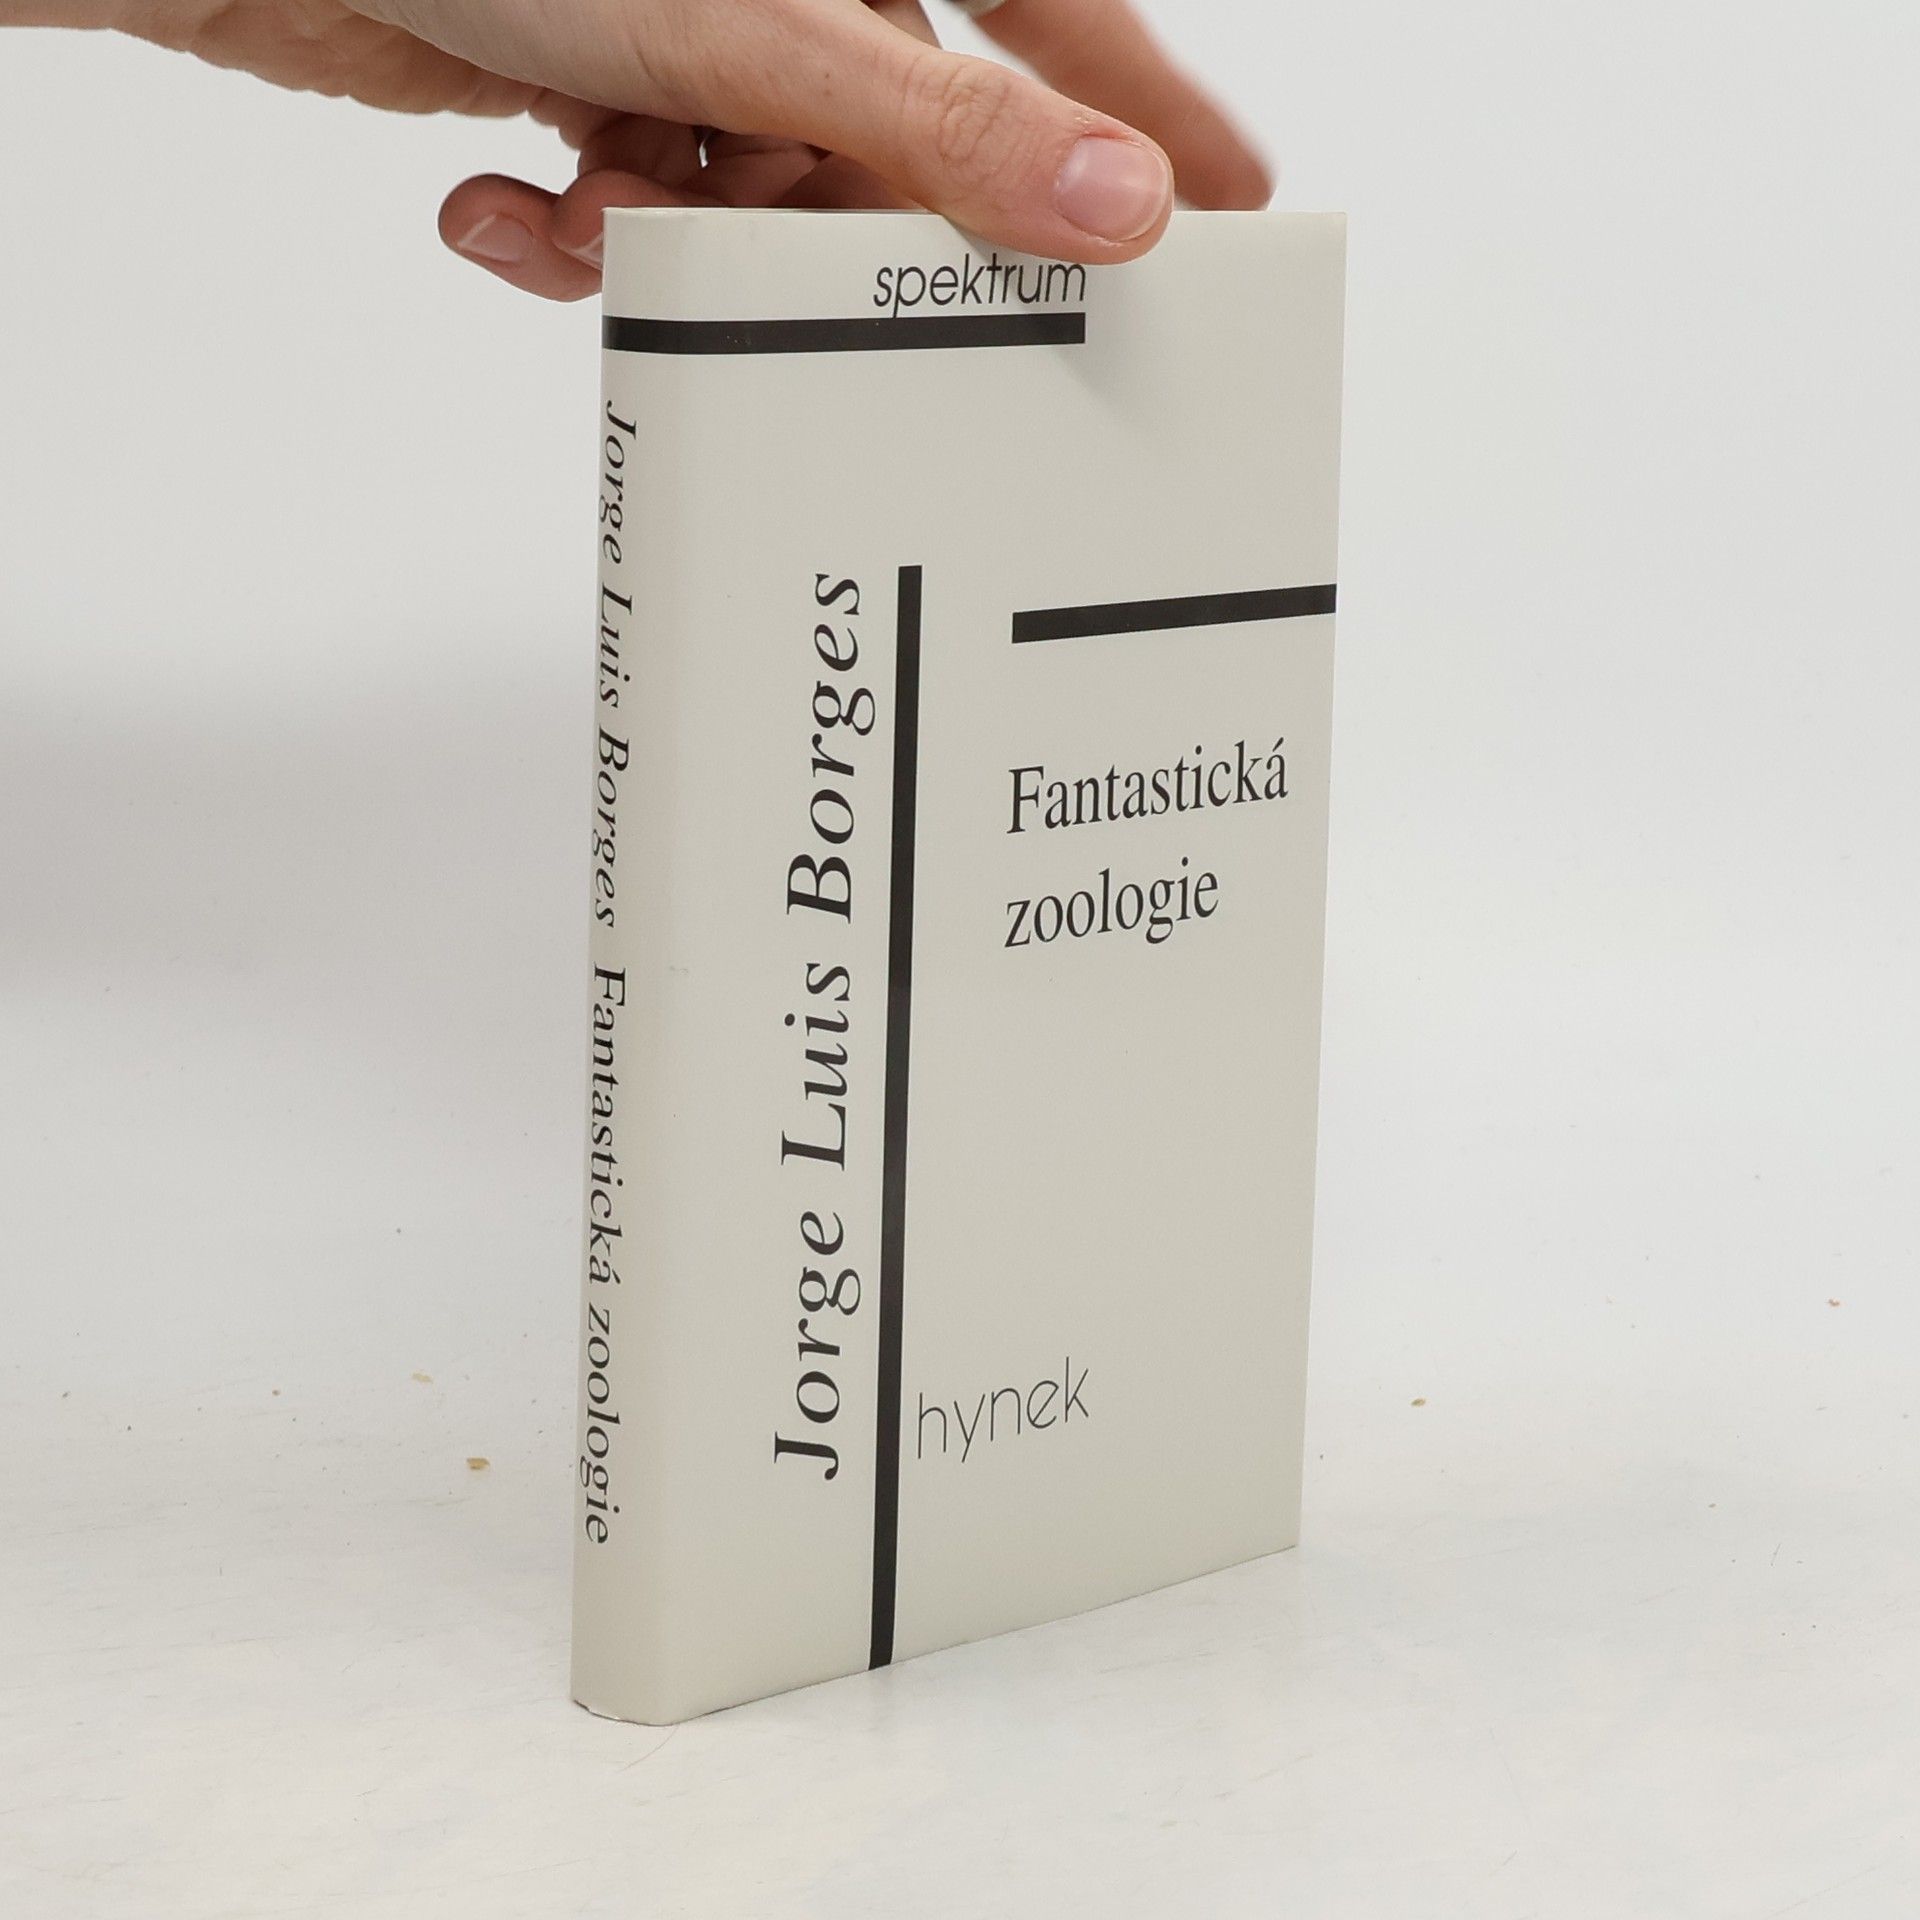 spektrum
Jorge Luis Borges
Fantastická
zoologie
hynek
Jorge Luis Borges Fantastická zoologie